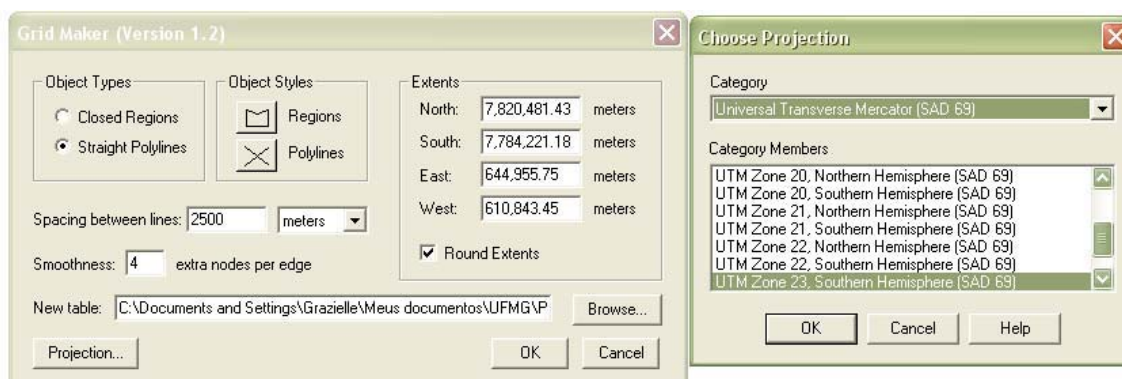 Grid Maker (Version 1.2)
Object Types
Closed Regions
Straight Polylines
Object Styles
Regions
Polylines
Extents
North: 7,820,481.43 meters
South: 7,784,221.18 meters
East: 644,955.75 meters
West: 610,843.45 meters
Round Extents
Spacing between lines: 2500 meters
Smoothness: 4 extra nodes per edge
New table: C:\Documents and Settings\Grazielle\Meus documentos\UFMG\P Browse...
Projection... OK Cancel
Choose Projection
Category
Universal Transverse Mercator (SAD 69)
Category Members
UTM Zone 20, Northern Hemisphere (SAD 69)
UTM Zone 20, Southern Hemisphere (SAD 69)
UTM Zone 21, Northern Hemisphere (SAD 69)
UTM Zone 21, Southern Hemisphere (SAD 69)
UTM Zone 22, Northern Hemisphere (SAD 69)
UTM Zone 22, Southern Hemisphere (SAD 69)
UTM Zone 23, Southern Hemisphere (SAD 69)
OK Cancel Help